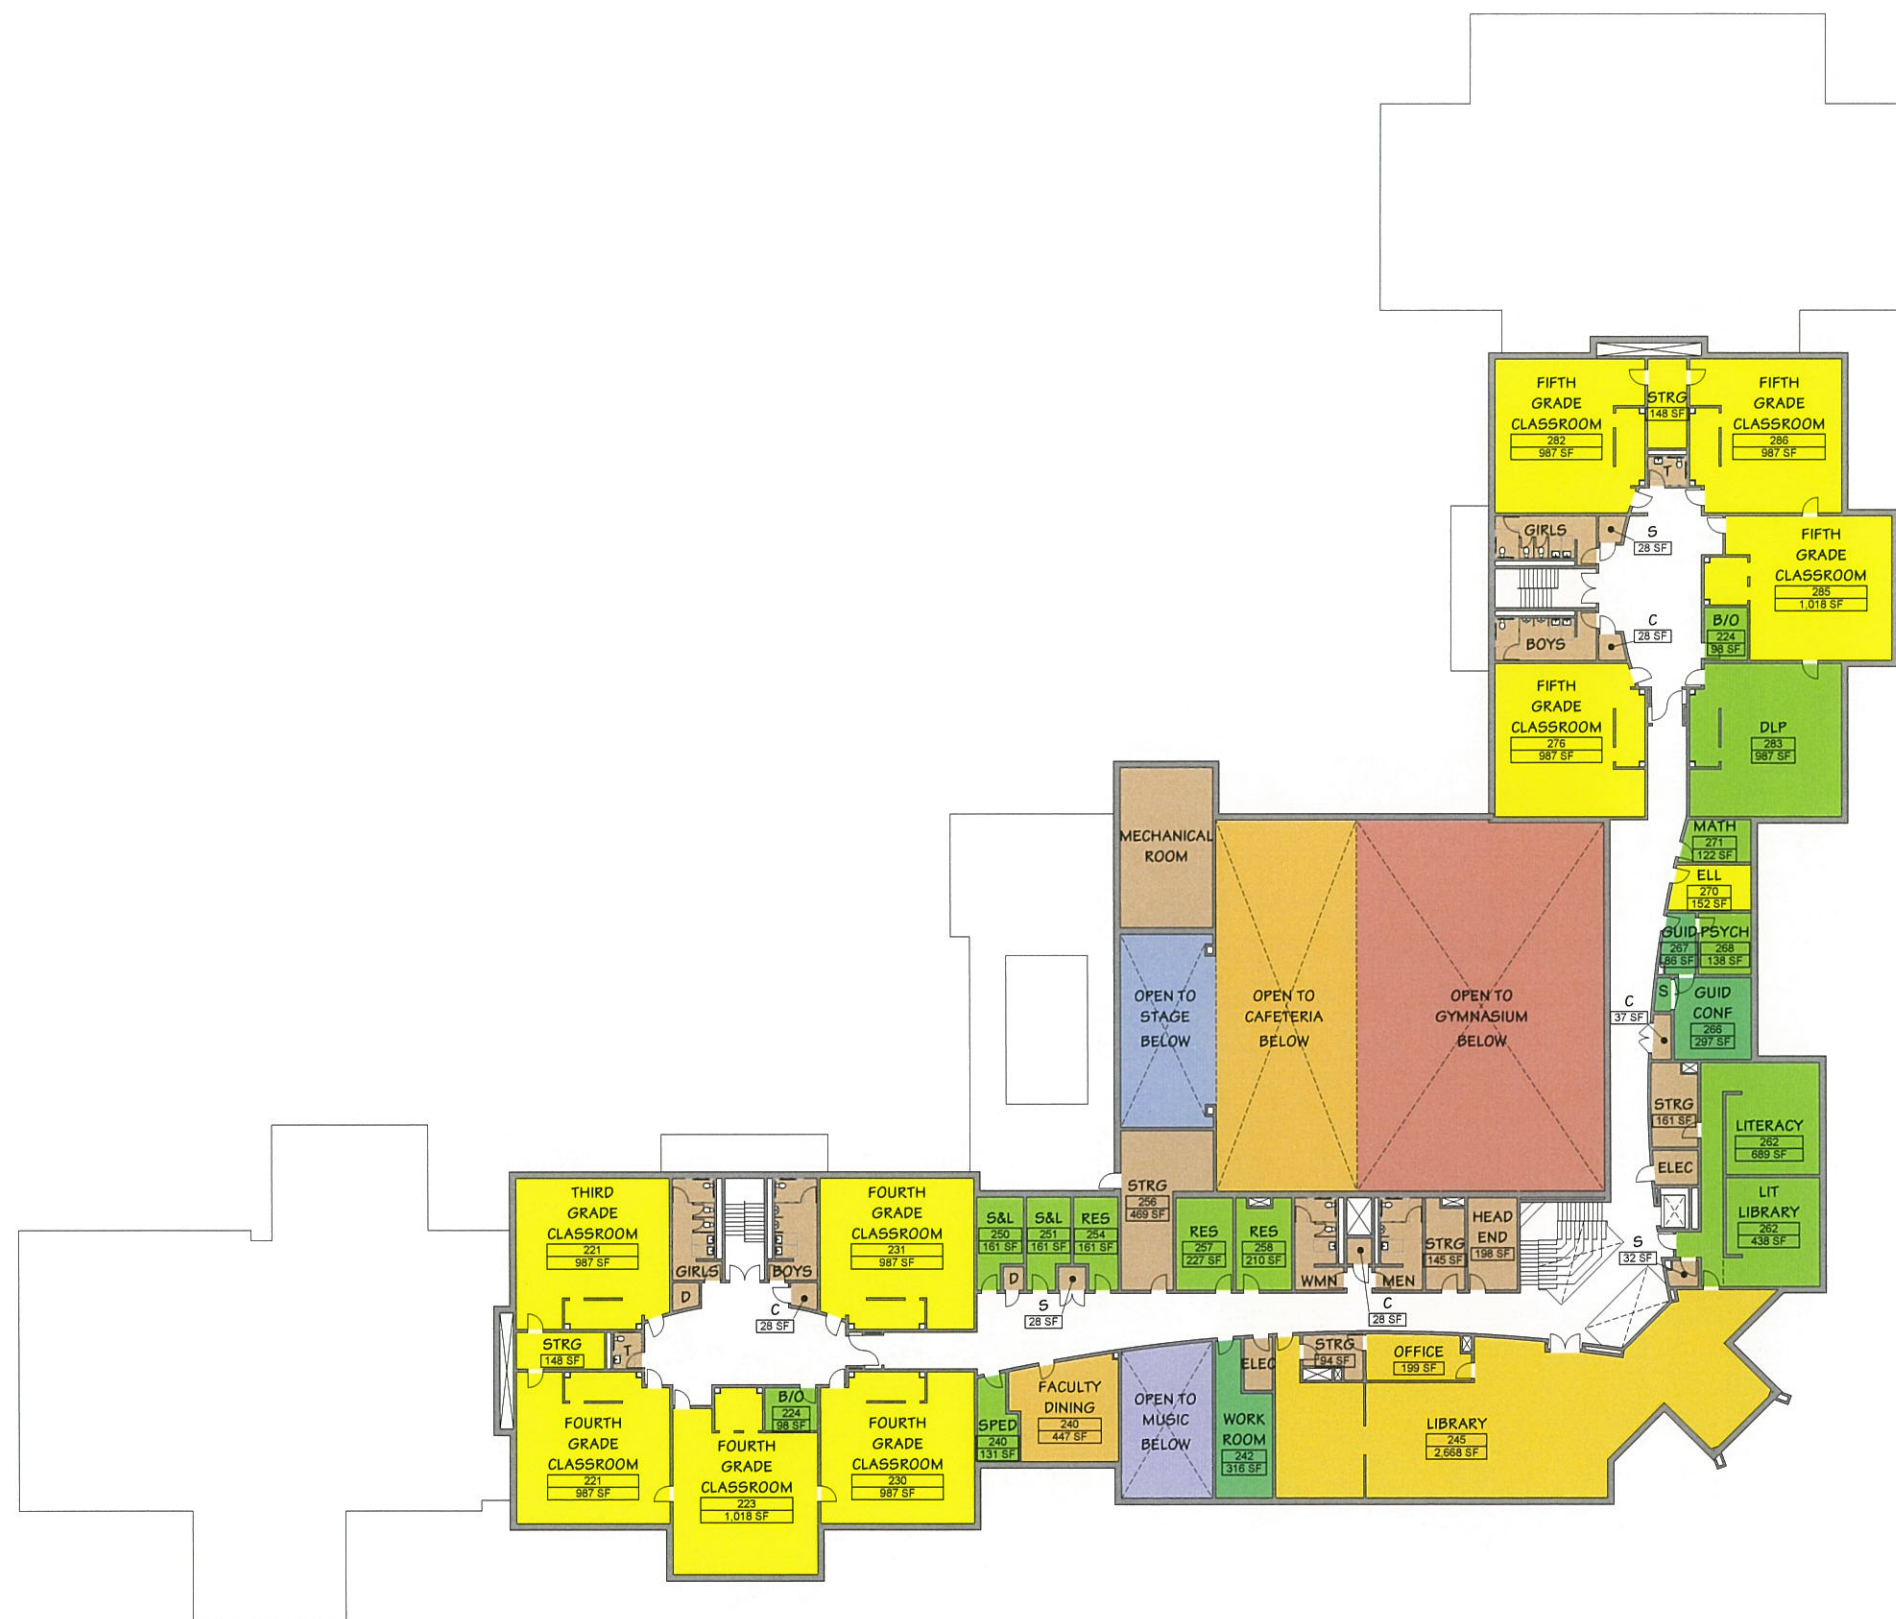 FIFTH
GRADE
CLASSROOM
282
987 SF
STRG
148 SF
FIFTH
GRADE
CLASSROOM
286
987 SF
T
GIRLS
S
28 SF
FIFTH
GRADE
CLASSROOM
285
1,018 SF
C
28 SF
B/O
224
98 SF
BOYS
FIFTH
GRADE
CLASSROOM
276
987 SF
DLP
283
987 SF
MATH
271
122 SF
ELL
270
152 SF
GUID
267
86 SF
PSYCH
268
138 SF
S
GUID
CONF
266
297 SF
C
37 SF
MECHANICAL
ROOM
OPEN TO
STAGE
BELOW
OPEN TO
CAFETERIA
BELOW
OPEN TO
GYMNASIUM
BELOW
STRG
161 SF
LITERACY
262
689 SF
ELEC
LIT
LIBRARY
262
438 SF
S
32 SF
THIRD
GRADE
CLASSROOM
221
987 SF
GIRLS
BOYS
FOURTH
GRADE
CLASSROOM
231
987 SF
S&L
250
161 SF
S&L
251
161 SF
RES
254
161 SF
STRG
256
469 SF
RES
257
227 SF
RES
258
210 SF
WMN
MEN
STRG
145 SF
HEAD
END
198 SF
D
C
28 SF
D
S
28 SF
C
28 SF
STRG
148 SF
T
FOURTH
GRADE
CLASSROOM
221
987 SF
B/O
224
98 SF
FOURTH
GRADE
CLASSROOM
223
1,018 SF
FOURTH
GRADE
CLASSROOM
230
987 SF
SPED
240
131 SF
FACULTY
DINING
240
447 SF
OPEN TO
MUSIC
BELOW
ELEC
WORK
ROOM
242
316 SF
STRG
94 SF
OFFICE
199 SF
LIBRARY
245
2,668 SF